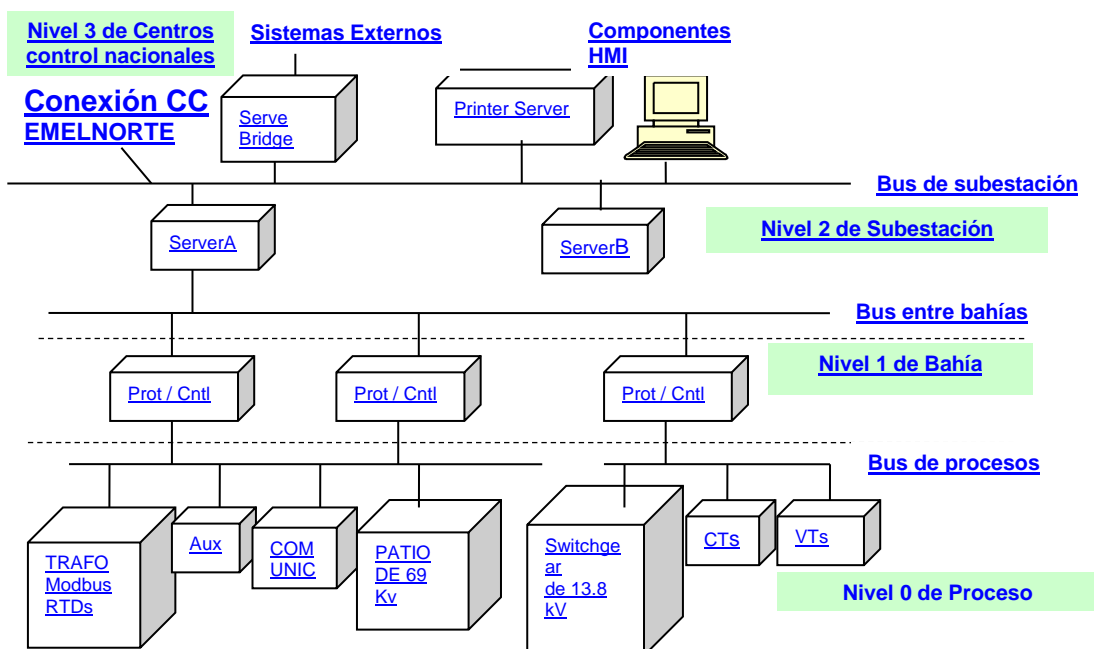 Nivel 3 de Centros
control nacionales
Sistemas Externos
Componentes
HMI
Conexión CC
EMELNORTE
Serve
Bridge
Printer Server
Bus de subestación
ServerA
ServerB
Nivel 2 de Subestación
Bus entre bahías
Nivel 1 de Bahía
Prot / Cntl
Prot / Cntl
Prot / Cntl
Bus de procesos
TRAFO
Modbus
RTDs
Aux
COM
UNIC
PATIO
DE 69
Kv
Switchge
ar
de 13.8
kV
CTs
VTs
Nivel 0 de Proceso